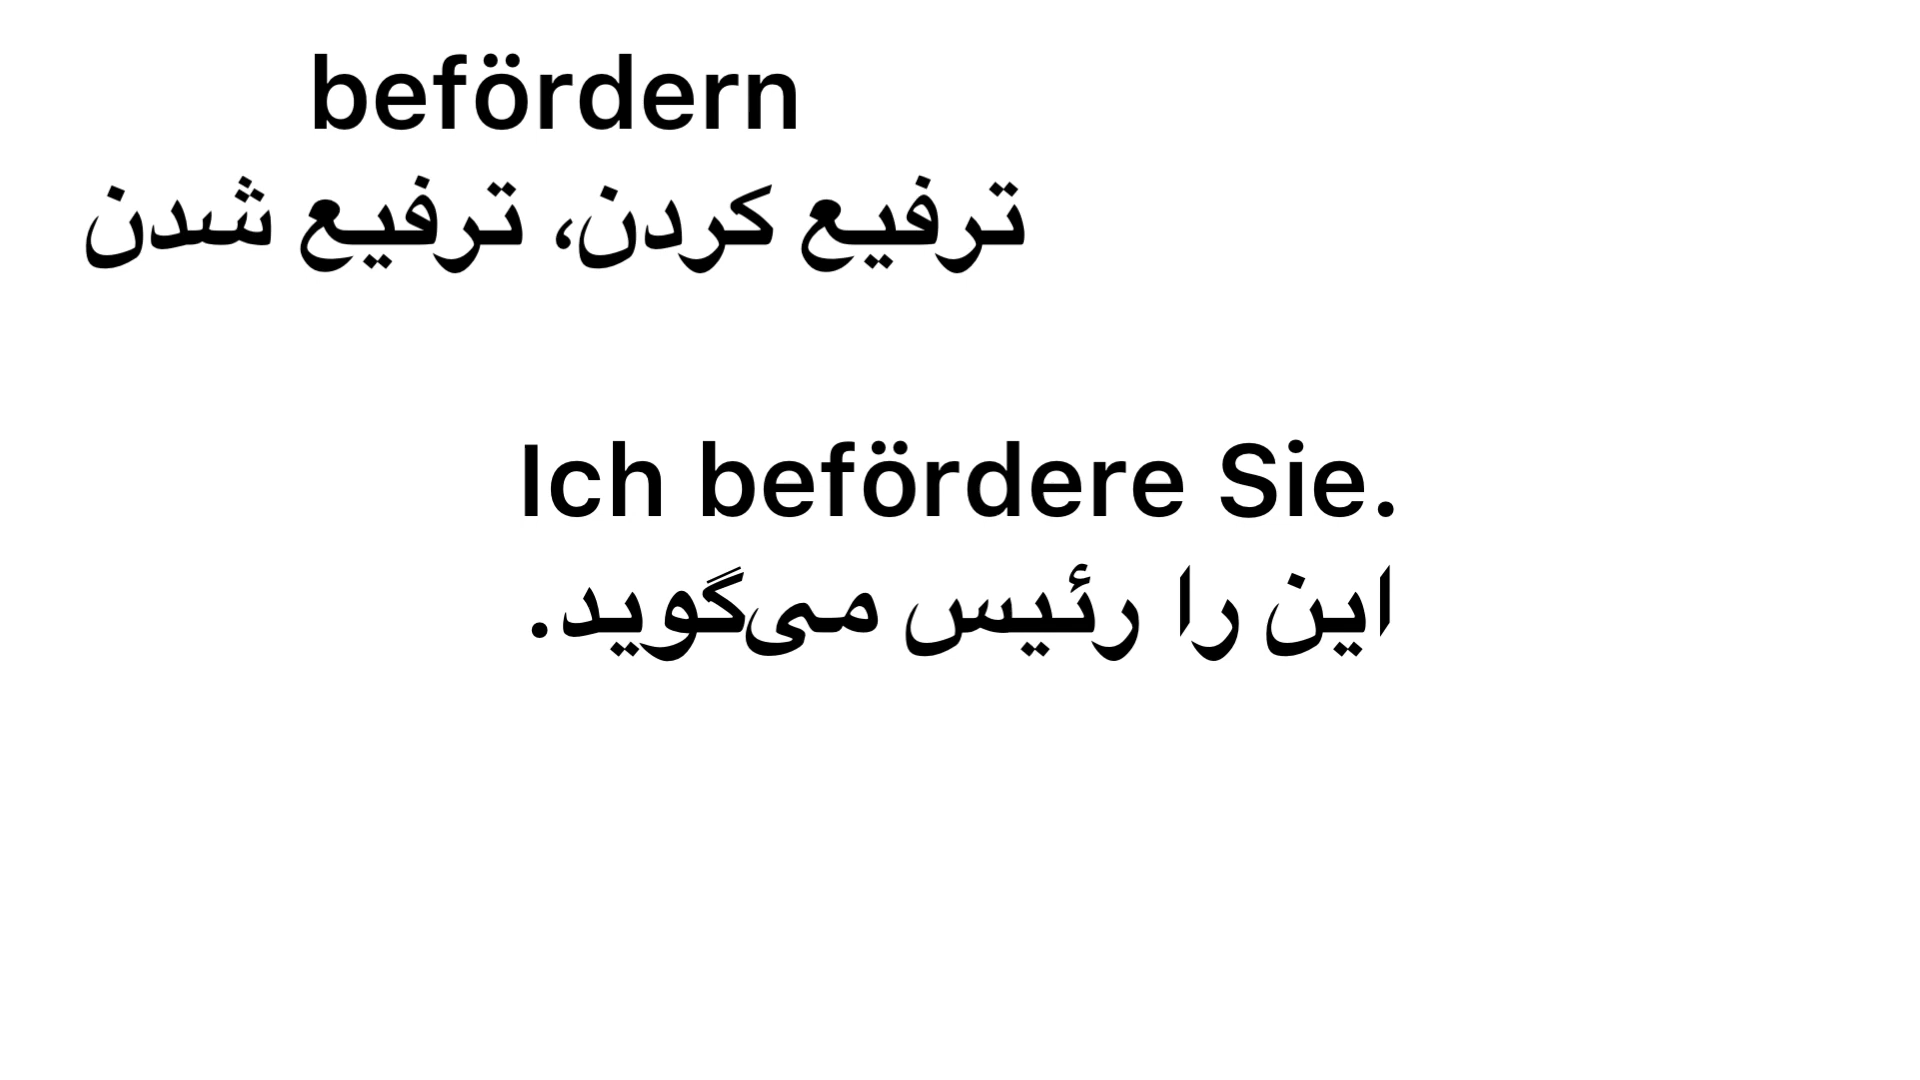 befördern
ترفیع کردن، ترفیع شدن
Ich befördere Sie.
این را رئیس می‌گوید.